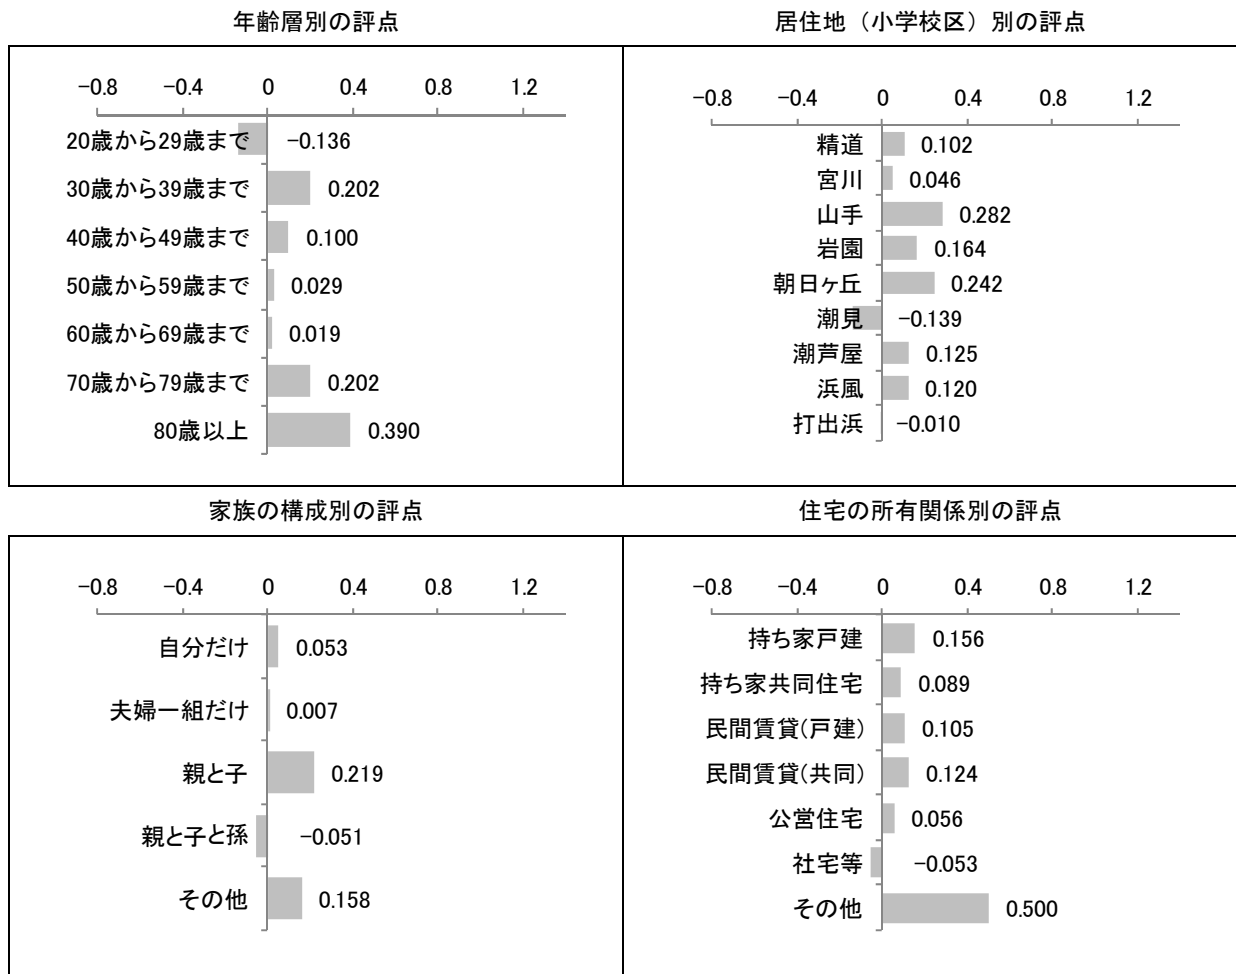 年齢層別の評点
−0.8 −0.4 0 0.4 0.8 1.2
20歳から29歳まで −0.136
30歳から39歳まで 0.202
40歳から49歳まで 0.100
50歳から59歳まで 0.029
60歳から69歳まで 0.019
70歳から79歳まで 0.202
80歳以上 0.390
居住地（小学校区）別の評点
−0.8 −0.4 0 0.4 0.8 1.2
精道 0.102
宮川 0.046
山手 0.282
岩園 0.164
朝日ヶ丘 0.242
潮見 −0.139
潮芦屋 0.125
浜風 0.120
打出浜 −0.010
家族の構成別の評点
−0.8 −0.4 0 0.4 0.8 1.2
自分だけ 0.053
夫婦一組だけ 0.007
親と子 0.219
親と子と孫 −0.051
その他 0.158
住宅の所有関係別の評点
−0.8 −0.4 0 0.4 0.8 1.2
持ち家戸建 0.156
持ち家共同住宅 0.089
民間賃貸(戸建) 0.105
民間賃貸(共同) 0.124
公営住宅 0.056
社宅等 −0.053
その他 0.500